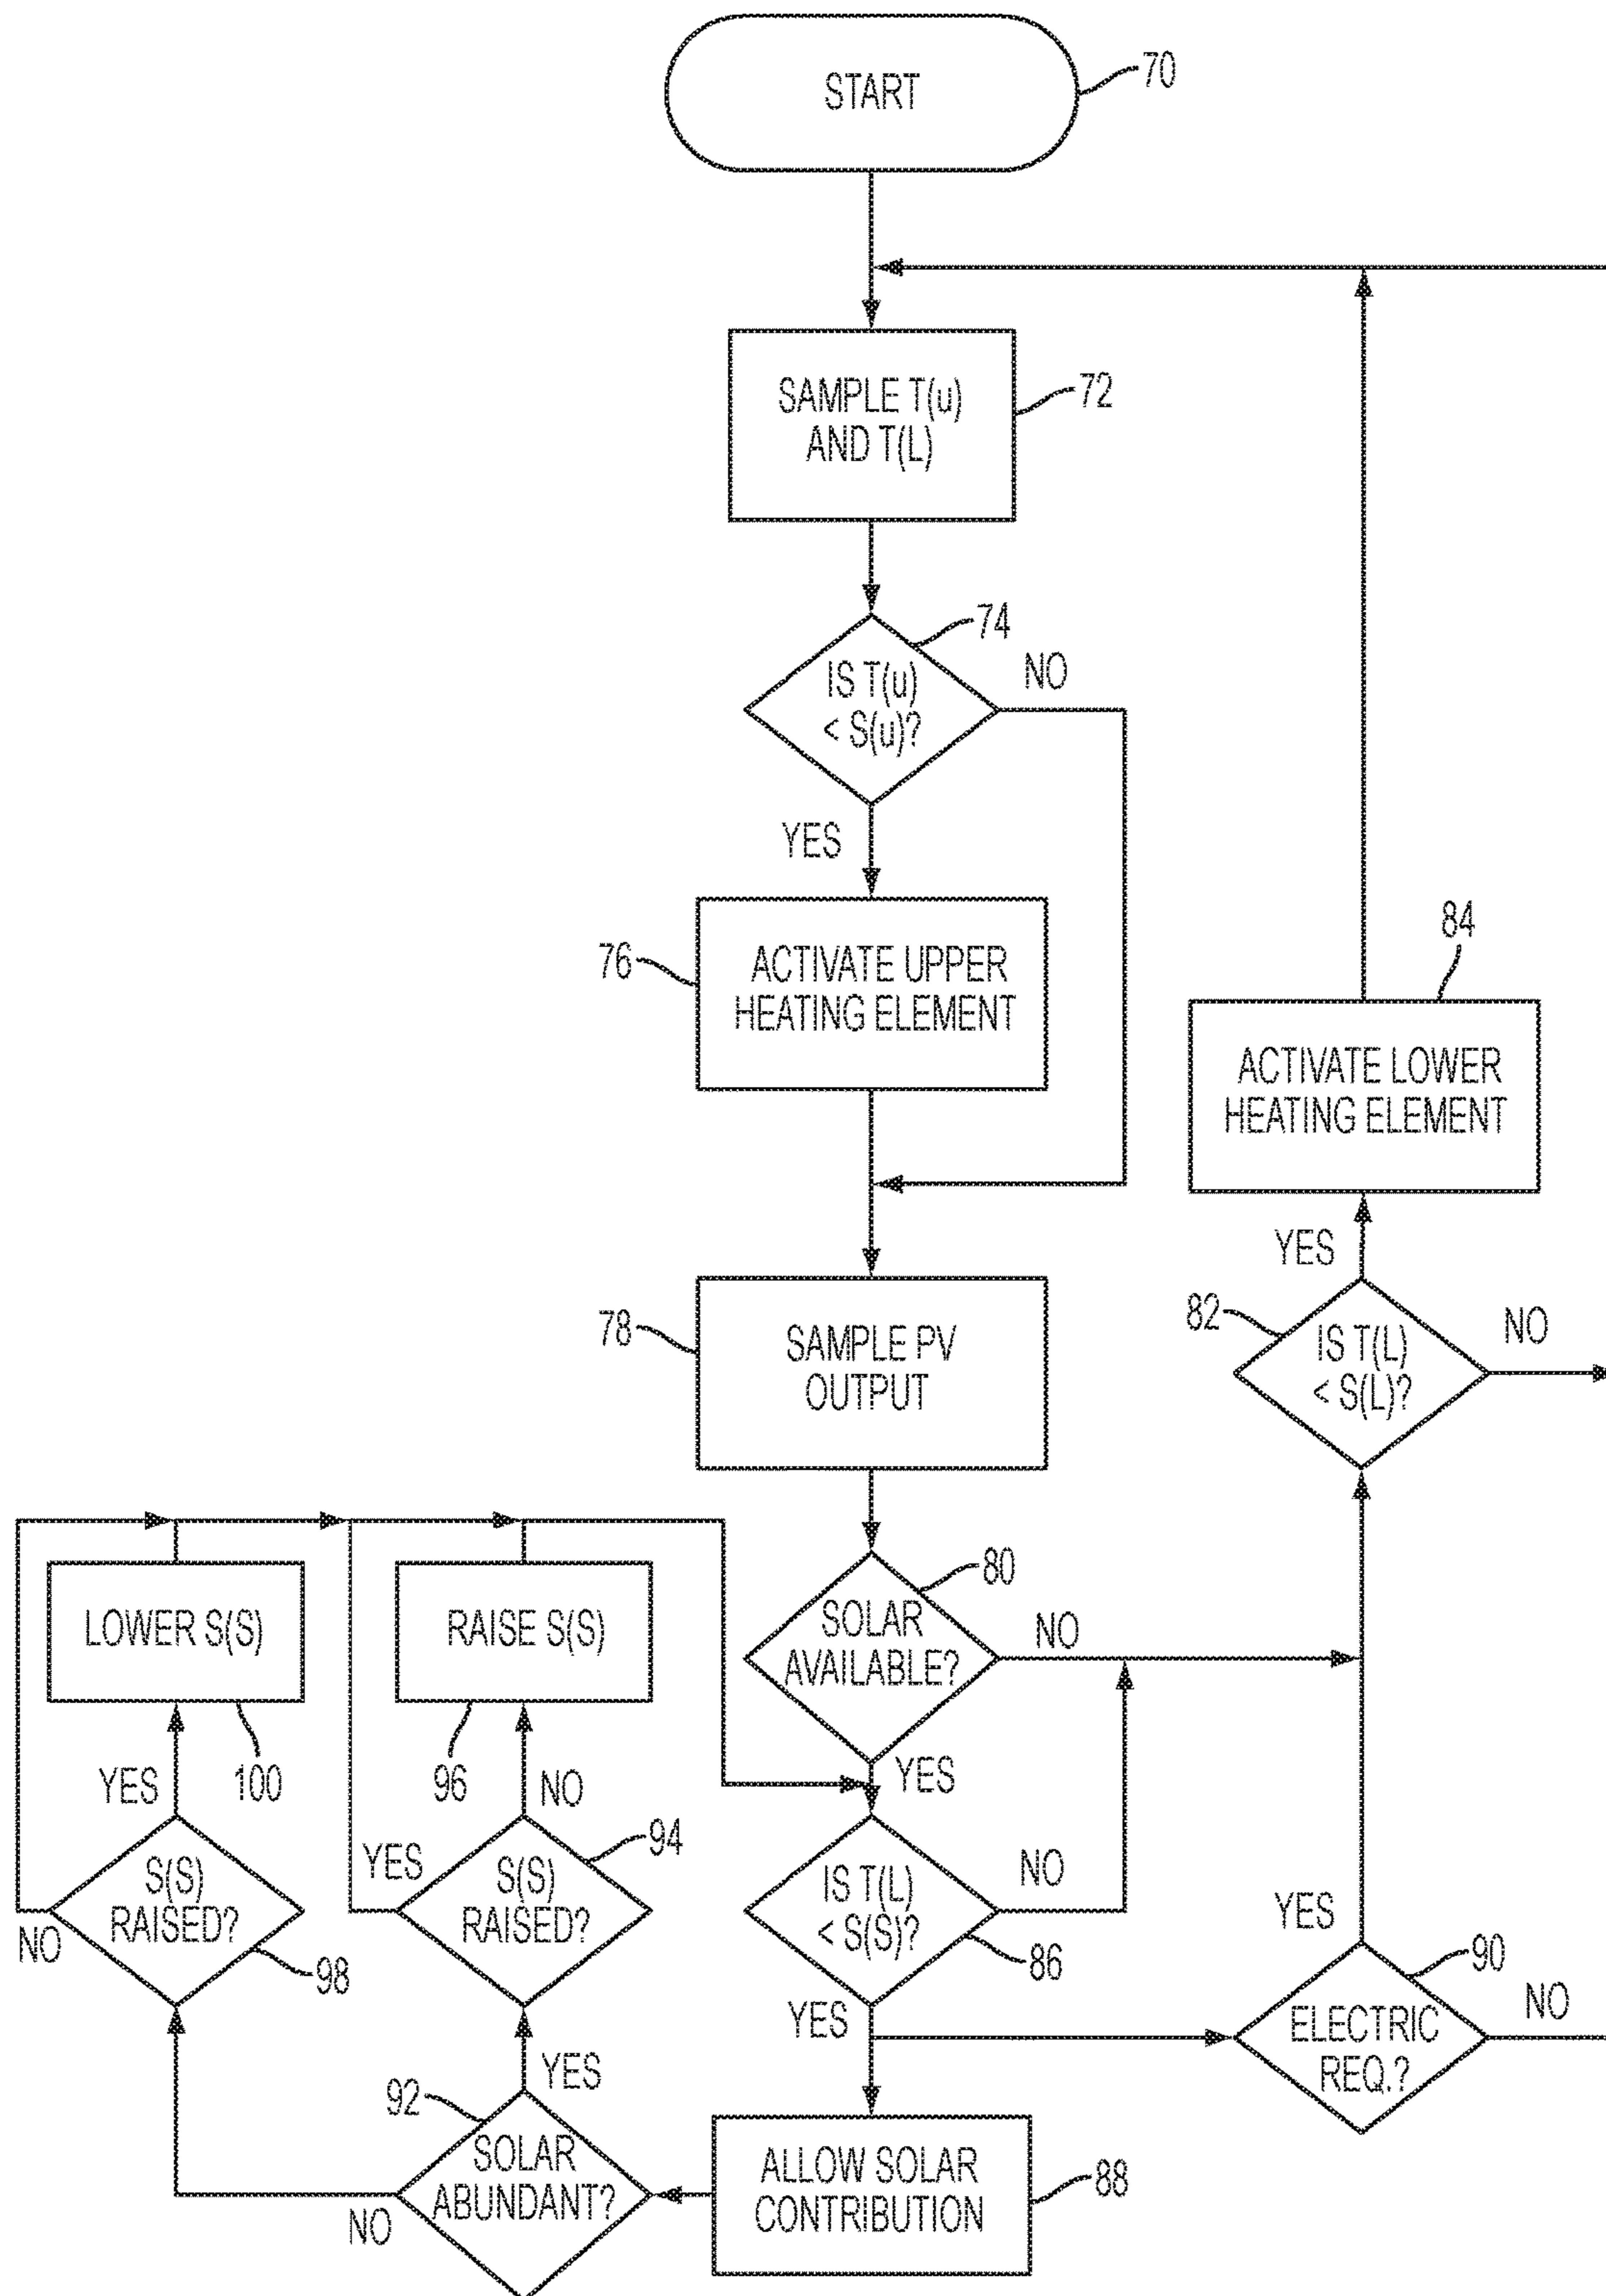 START
70
SAMPLE T(u)
AND T(L)
72
74
IS T(u)
< S(u)?
NO
YES
76
ACTIVATE UPPER
HEATING ELEMENT
84
ACTIVATE LOWER
HEATING ELEMENT
YES
78
SAMPLE PV
OUTPUT
82
IS T(L)
< S(L)?
NO
LOWER S(S)
100
RAISE S(S)
96
80
SOLAR
AVAILABLE?
NO
YES
YES
NO
S(S)
RAISED?
NO
98
YES
S(S)
RAISED?
94
IS T(L)
< S(S)?
NO
86
YES
YES
90
ELECTRIC
REQ.?
NO
YES
92
SOLAR
ABUNDANT?
NO
ALLOW SOLAR
CONTRIBUTION
88